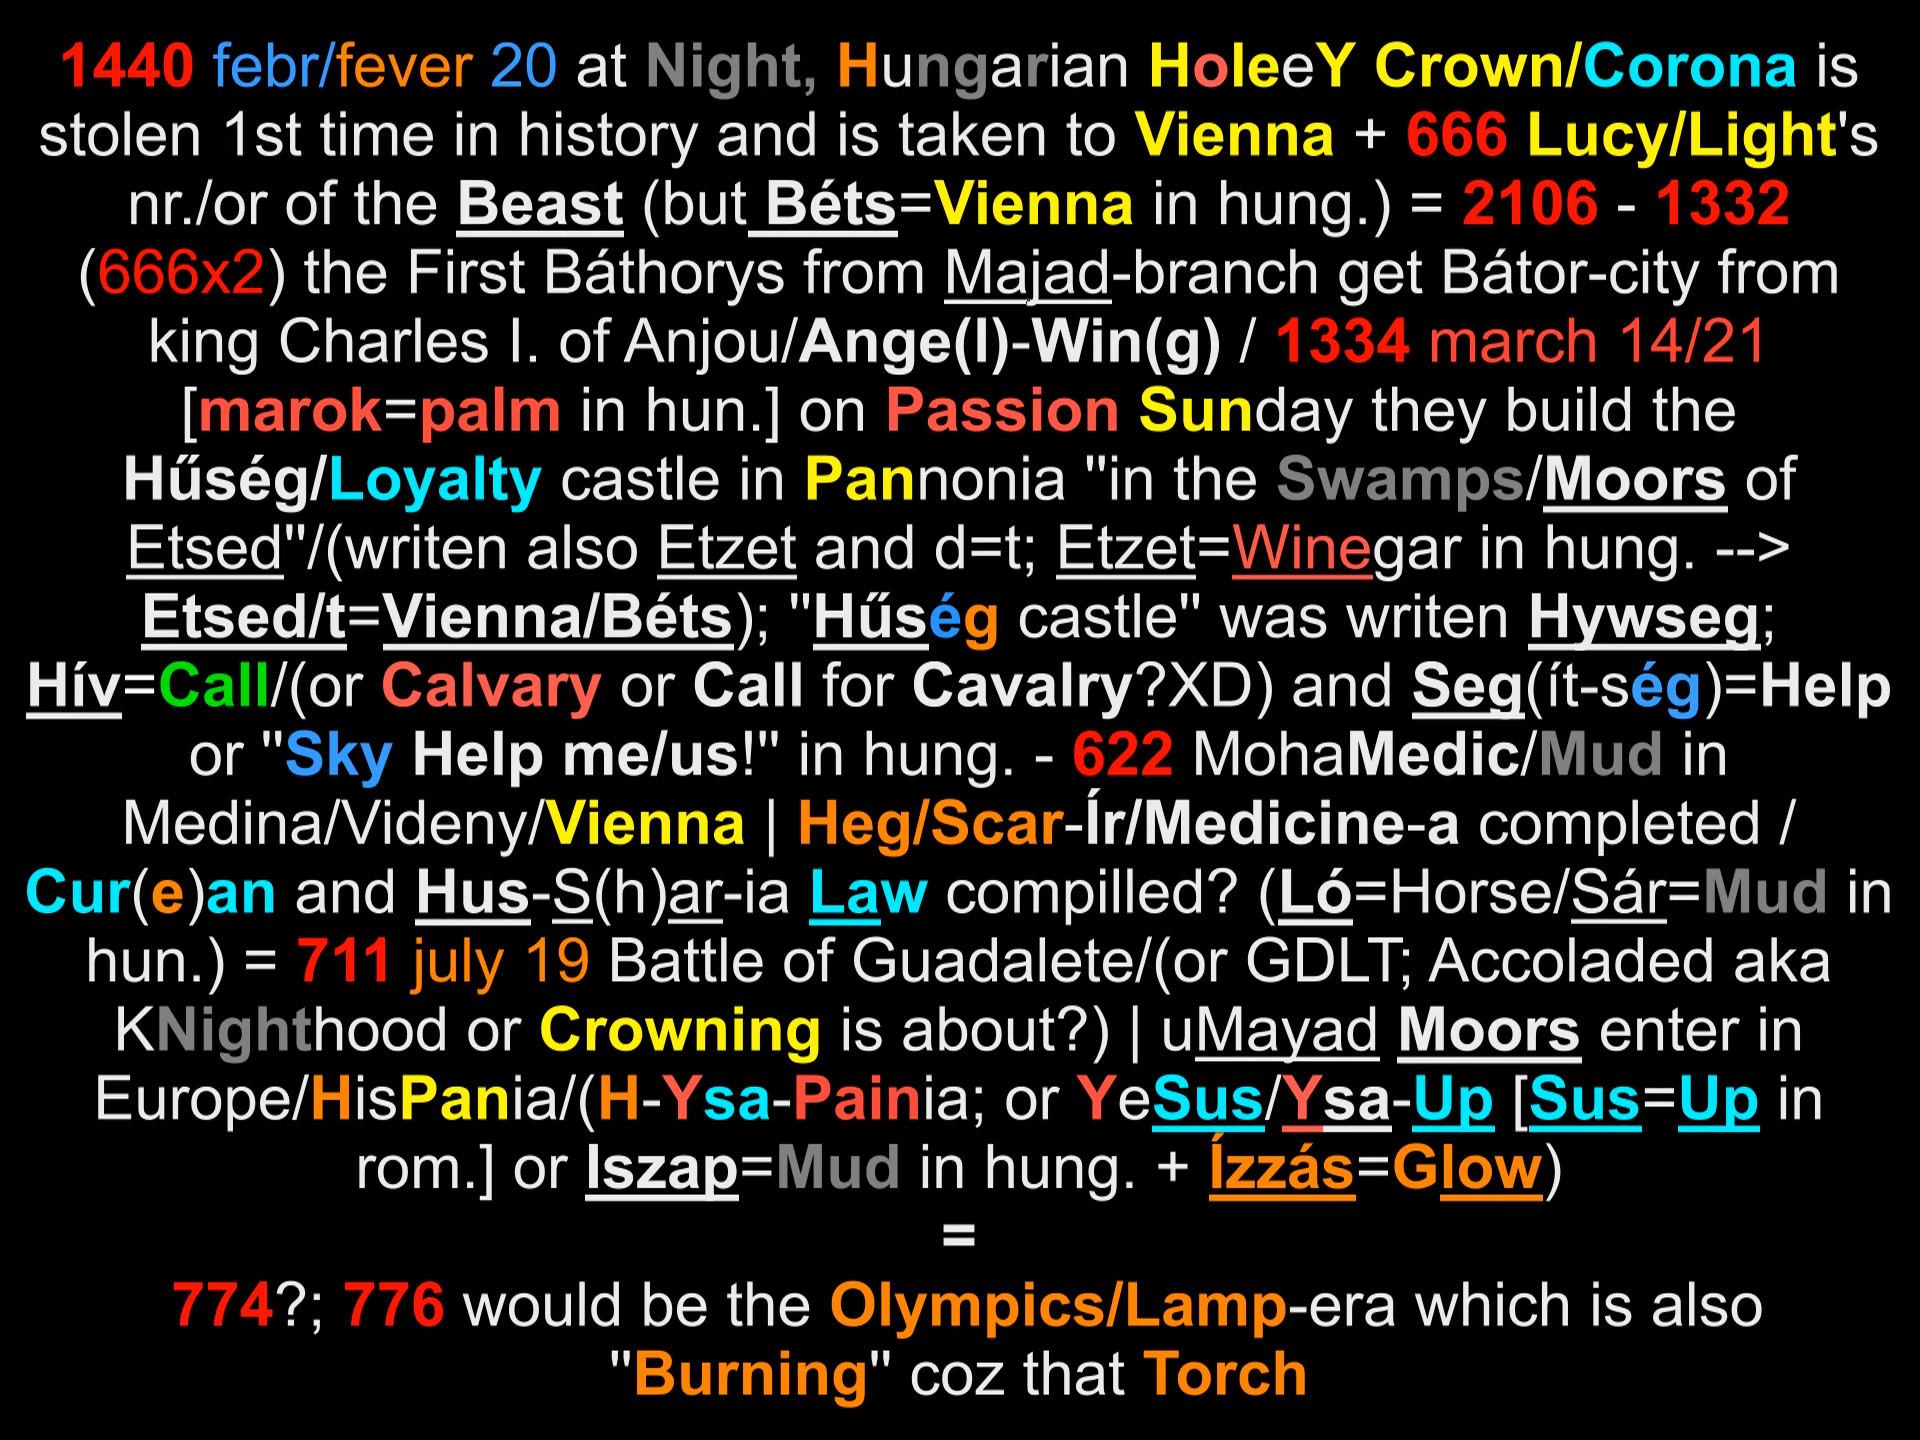 1440 febr/fever 20 at Night, Hungarian HoleeY Crown/Corona is
stolen 1st time in history and is taken to Vienna + 666 Lucy/Light's
nr./or of the Beast (but Béts=Vienna in hung.) = 2106 - 1332
(666x2) the First Báthorys from Majad-branch get Bátor-city from
king Charles I. of Anjou/Ange(l)-Win(g) / 1334 march 14/21
[marok=palm in hun.] on Passion Sunday they build the
Hűség/Loyalty castle in Pannonia "in the Swamps/Moors of
Etsed"/(writen also Etzet and d=t; Etzet=Winegar in hung. -->
Etsed/t=Vienna/Béts); "Hűség castle" was writen Hywseg;
Hív=Call/(or Calvary or Call for Cavalry?XD) and Seg(ít-ség)=Help
or "Sky Help me/us!" in hung. - 622 MohaMedic/Mud in
Medina/Videny/Vienna | Heg/Scar-Ír/Medicine-a completed /
Cur(e)an and Hus-S(h)ar-ia Law compilled? (Ló=Horse/Sár=Mud in
hun.) = 711 july 19 Battle of Guadalete/(or GDLT; Accoladed aka
KNighthood or Crowning is about?) | uMayad Moors enter in
Europe/HisPania/(H-Ysa-Painia; or YeSus/Ysa-Up [Sus=Up in
rom.] or Iszap=Mud in hung. + Ízzás=Glow)
=
774?; 776 would be the Olympics/Lamp-era which is also
"Burning" coz that Torch